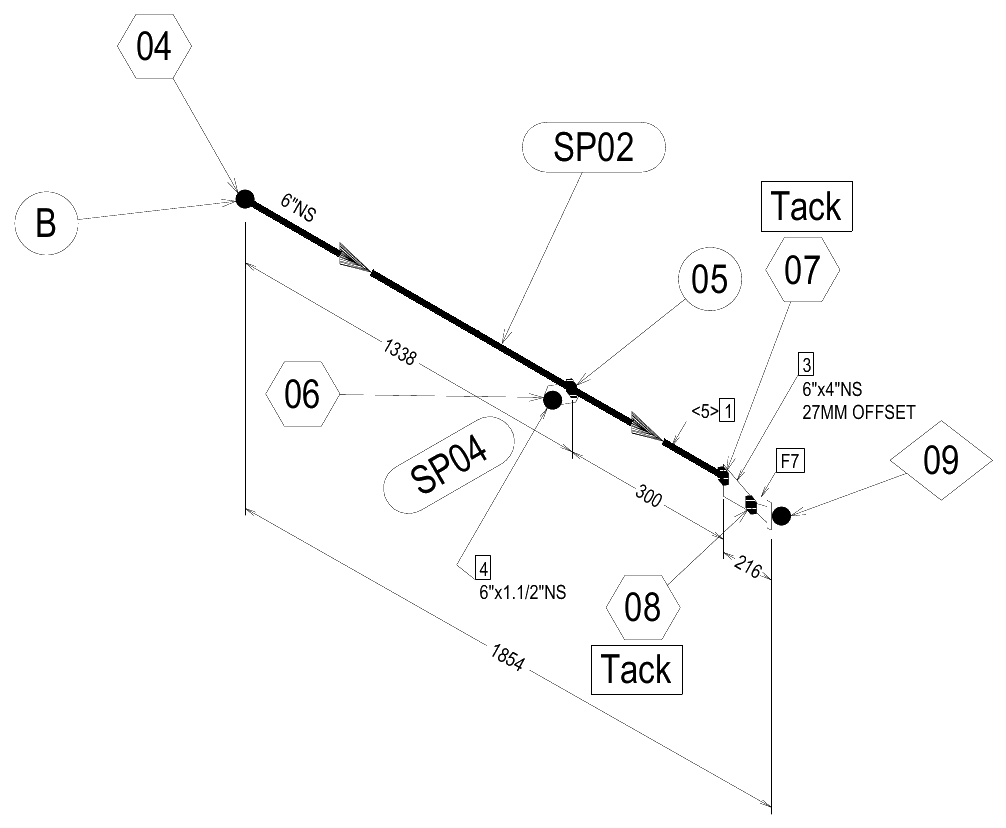 04
SP02
Tack
B
6"NS
05
07
1338
3
6"x4"NS
27MM OFFSET
06
<5> 1
SP04
F7
09
300
4
6"x1.1/2"NS
216
08
Tack
1854